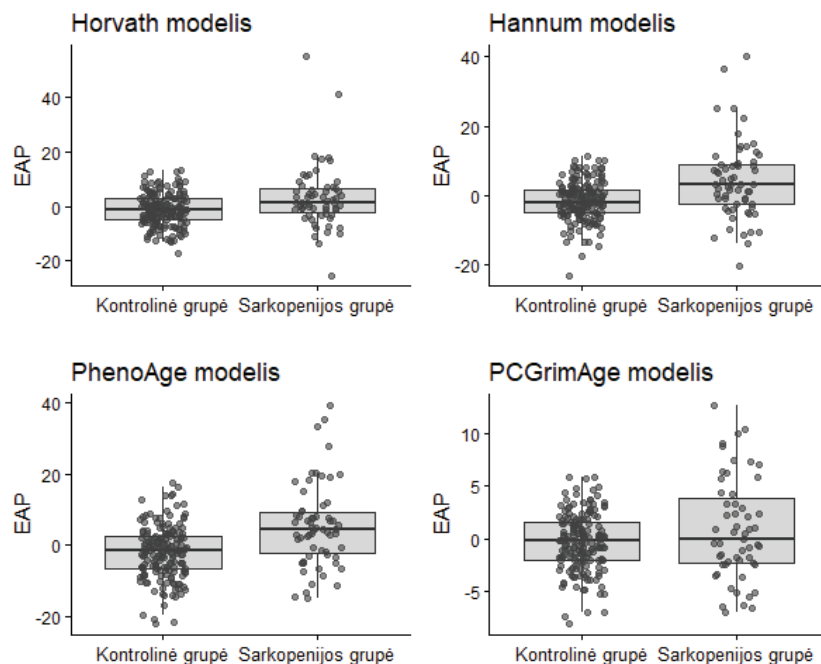 Horvath modelis
Hannum modelis
EAP
40
20
0
-20
Kontrolinė grupė Sarkopenijos grupė
EAP
40
20
0
-20
Kontrolinė grupė Sarkopenijos grupė
PhenoAge modelis
PCGrimAge modelis
EAP
40
20
0
-20
Kontrolinė grupė Sarkopenijos grupė
EAP
10
5
0
-5
Kontrolinė grupė Sarkopenijos grupė